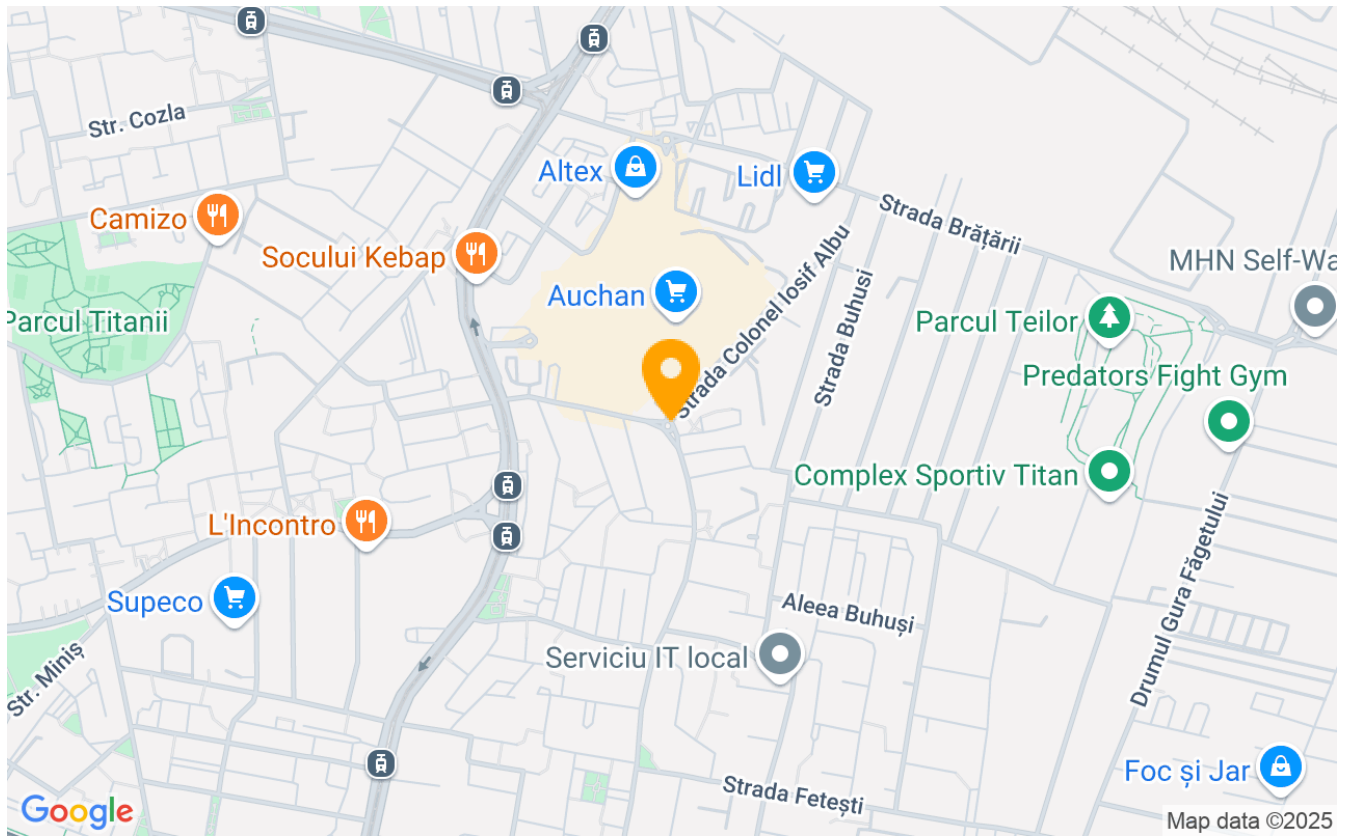 Str. Cozla
Altex
Lidl
Camizo
Strada Brățării
Socului Kebap
MHN Self-Wa
Auchan
Strada Colonel Iosif Albu
Strada Buhusi
Parcul Titanii
Parcul Teilor
Predators Fight Gym
Complex Sportiv Titan
L'Incontro
Drumul Gura Făgetului
Supeco
Aleea Buhuși
Serviciu IT local
Str. Miniș
Foc și Jar
Strada Fetești
Google
Map data ©2025